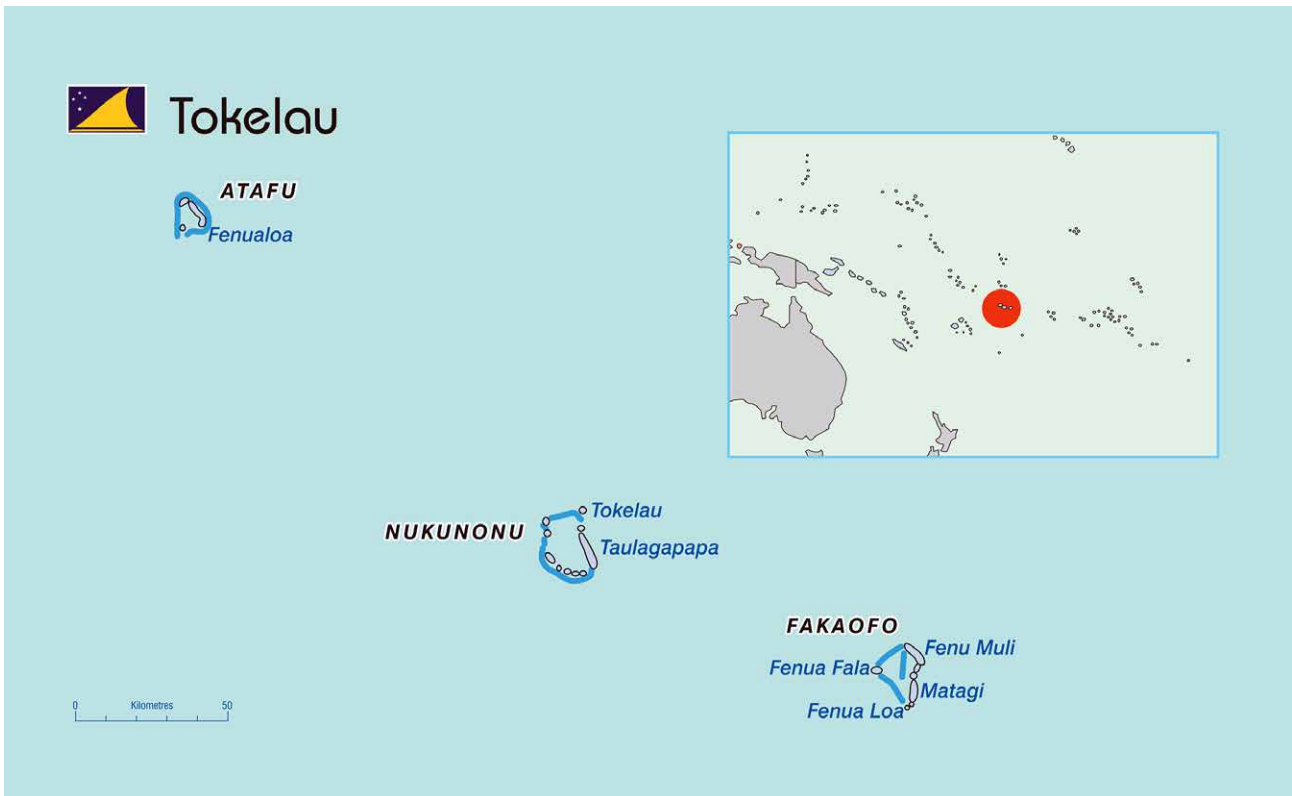 Tokelau
ATAFU
Fenualoa
NUKUNONU
Tokelau
Taulagapapa
FAKAOFO
Fenu Muli
Fenua Fala
Matagi
Fenua Loa
0 Kilometres 50